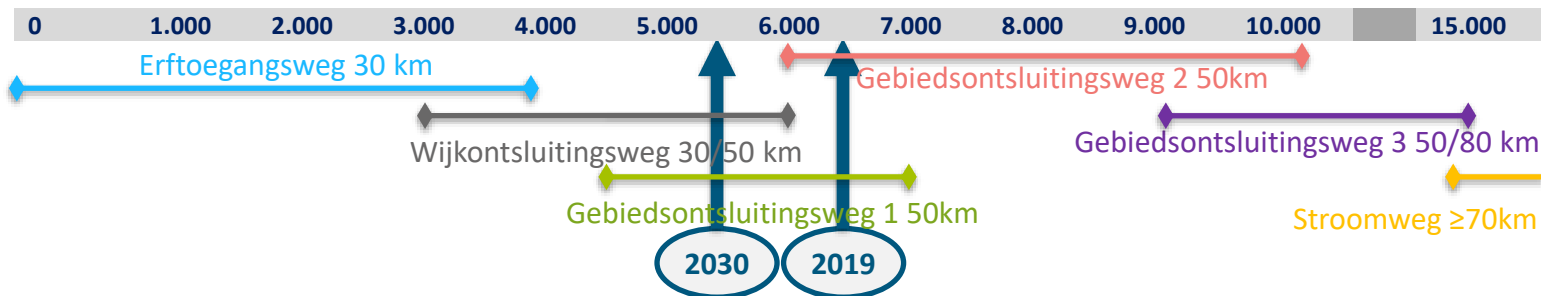 0 1.000 2.000 3.000 4.000 5.000 6.000 7.000 8.000 9.000 10.000 15.000
Erftoegangsweg 30 km
Gebiedsontsluitingsweg 2 50km
Wijkontsluitingsweg 30/50 km
Gebiedsontsluitingsweg 3 50/80 km
Gebiedsontsluitingsweg 1 50km
Stroomweg ≥70km
2030
2019